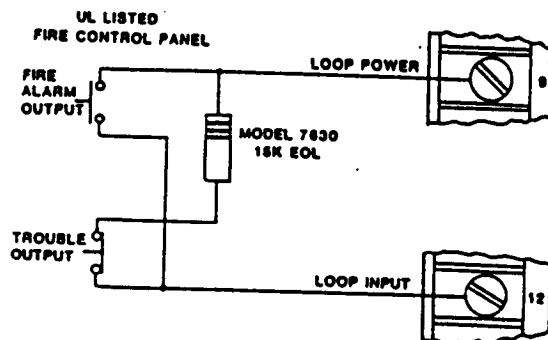 UL LISTED
FIRE CONTROL PANEL
FIRE
ALARM
OUTPUT
LOOP POWER
MODEL 7630
15K EOL
TROUBLE
OUTPUT
LOOP INPUT
12